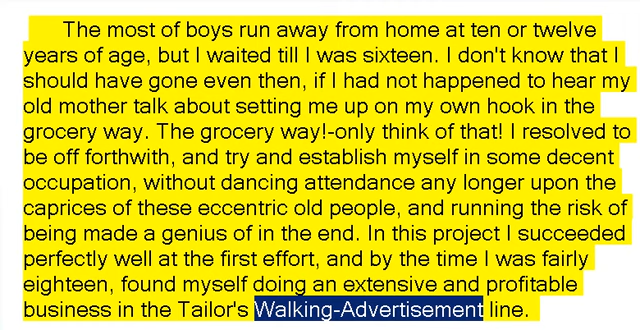 The most of boys run away from home at ten or twelve
years of age, but I waited till I was sixteen. I don't know that I
should have gone even then, if I had not happened to hear my
old mother talk about setting me up on my own hook in the
grocery way. The grocery way!-only think of that! I resolved to
be off forthwith, and try and establish myself in some decent
occupation, without dancing attendance any longer upon the
caprices of these eccentric old people, and running the risk of
being made a genius of in the end. In this project I succeeded
perfectly well at the first effort, and by the time I was fairly
eighteen, found myself doing an extensive and profitable
business in the Tailor's Walking-Advertisement line.